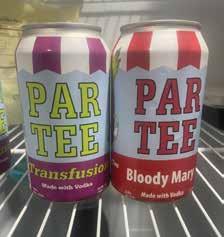 PAR
TEE
Transfusion
Made with Vodka
PAR
TEE
Bloody Mary
Made with Vodka